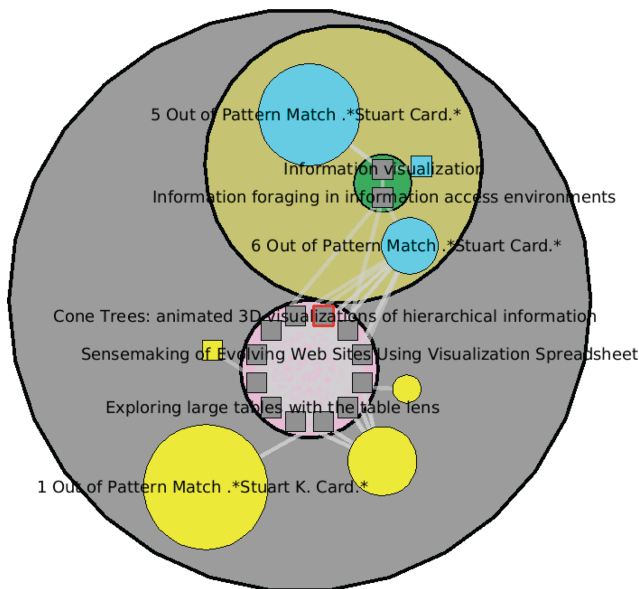 5 Out of Pattern Match .*Stuart Card.*
Information visualization
Information foraging in information access environments
6 Out of Pattern Match .*Stuart Card.*
Cone Trees: animated 3D visualizations of hierarchical information
Sensemaking of Evolving Web Sites Using Visualization Spreadsheet
Exploring large tables with the table lens
1 Out of Pattern Match .*Stuart K. Card.*